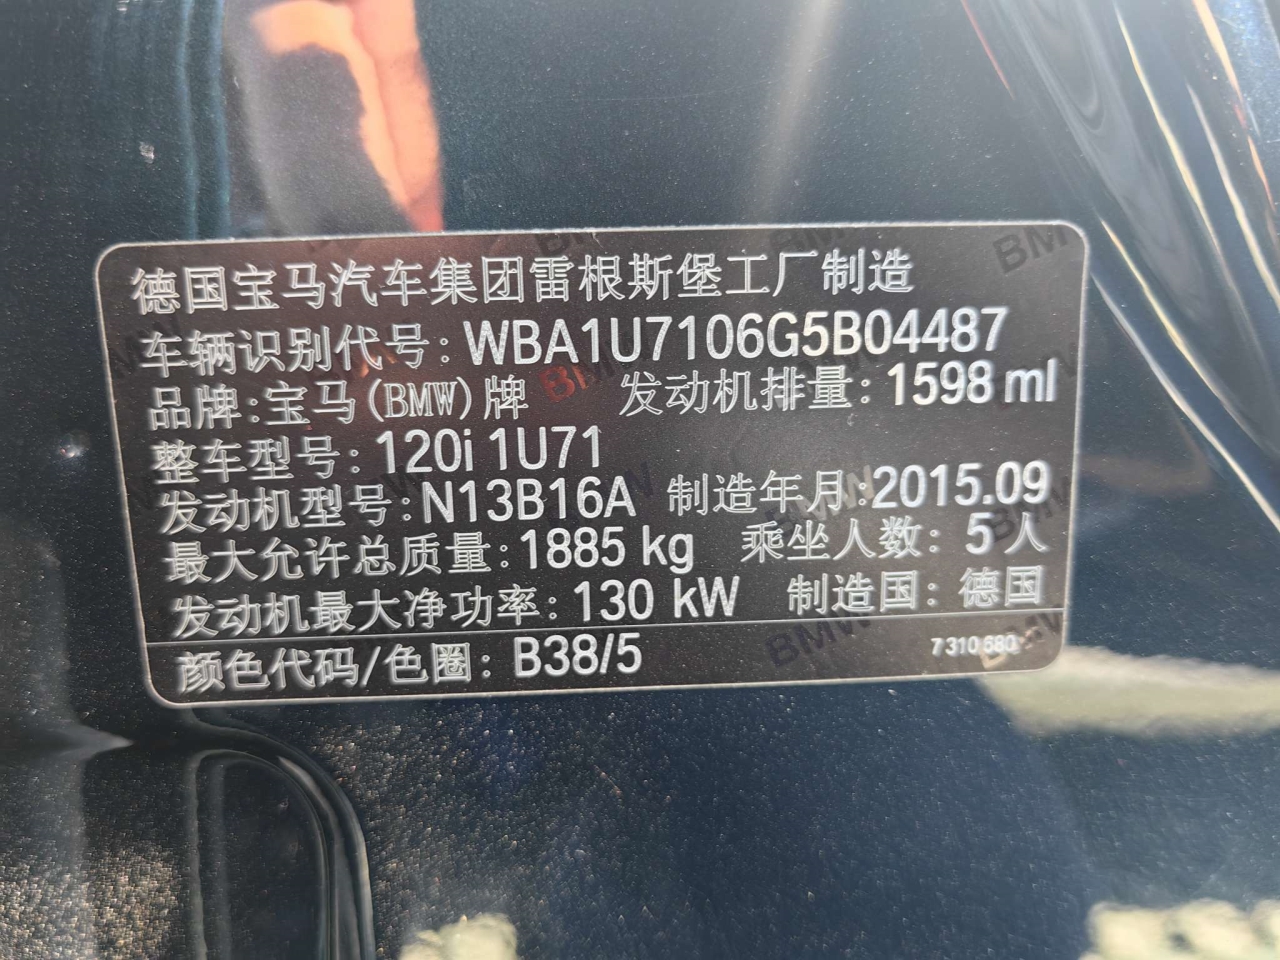 德国宝马汽车集团雷根斯堡工厂制造
车辆识别代号: WBA1U7106G5B04487
品牌:宝马(BMW)牌 发动机排量: 1598 ml
整车型号: 120i 1U71
发动机型号: N13B16A 制造年月:2015.09
最大允许总质量: 1885 kg 乘坐人数: 5人
发动机最大净功率: 130 kW 制造国: 德国
颜色代码/色圈: B38/5 7 310 680